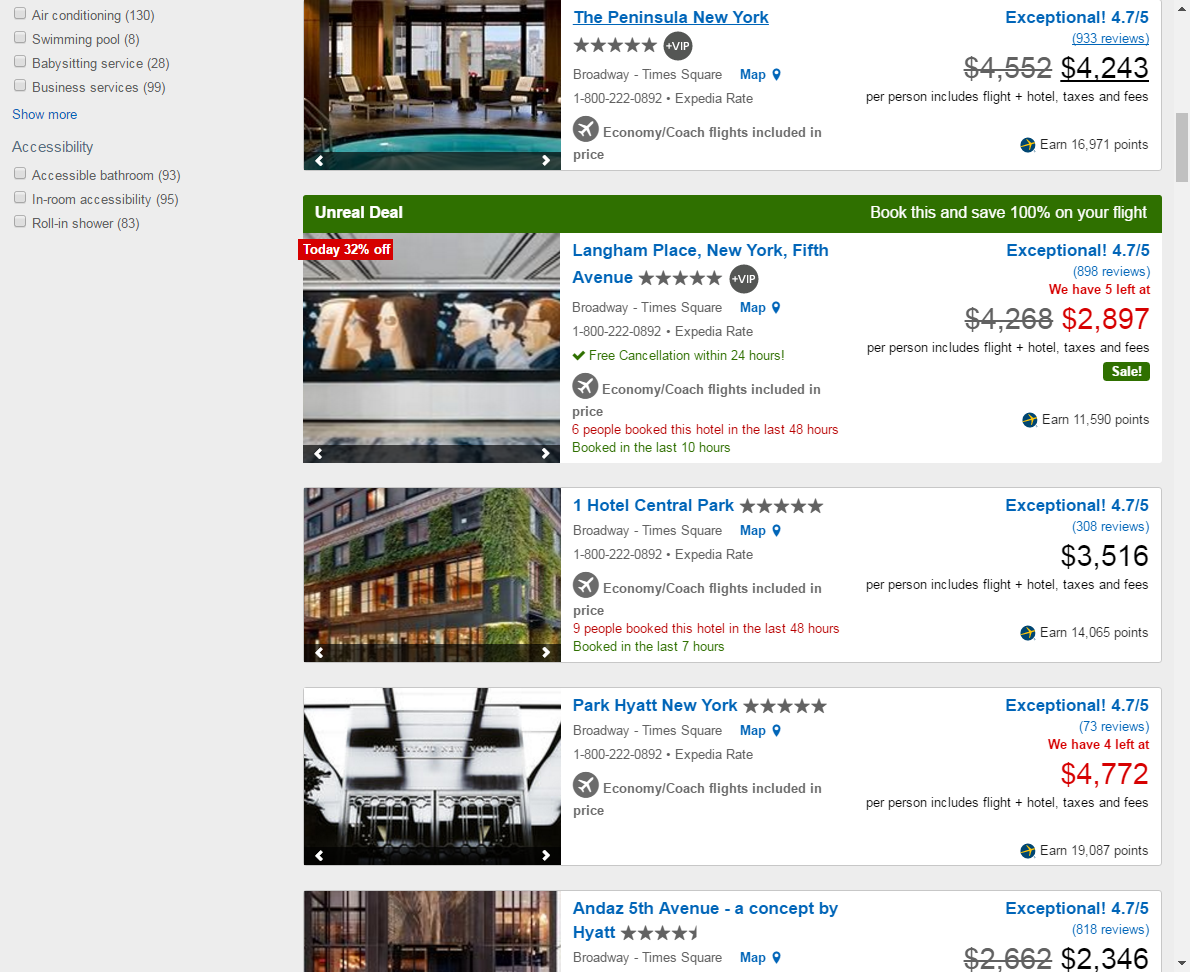 Air conditioning (130)
Swimming pool (8)
Babysitting service (28)
Business services (99)
Show more
Accessibility
Accessible bathroom (93)
In-room accessibility (95)
Roll-in shower (83)
The Peninsula New York
+VIP
Broadway - Times Square Map
1-800-222-0892 • Expedia Rate
Economy/Coach flights included in
price
Exceptional! 4.7/5
(933 reviews)
$4,552 $4,243
per person includes flight + hotel, taxes and fees
Earn 16,971 points
Unreal Deal
Book this and save 100% on your flight
Today 32% off
Langham Place, New York, Fifth
Avenue +VIP
Broadway - Times Square Map
1-800-222-0892 • Expedia Rate
Free Cancellation within 24 hours!
Economy/Coach flights included in
price
6 people booked this hotel in the last 48 hours
Booked in the last 10 hours
Exceptional! 4.7/5
(898 reviews)
We have 5 left at
$4,268 $2,897
per person includes flight + hotel, taxes and fees
Sale!
Earn 11,590 points
1 Hotel Central Park
Broadway - Times Square Map
1-800-222-0892 • Expedia Rate
Economy/Coach flights included in
price
9 people booked this hotel in the last 48 hours
Booked in the last 7 hours
Exceptional! 4.7/5
(308 reviews)
$3,516
per person includes flight + hotel, taxes and fees
Earn 14,065 points
PARK HYATT NEW YORK
Park Hyatt New York
Broadway - Times Square Map
1-800-222-0892 • Expedia Rate
Economy/Coach flights included in
price
Exceptional! 4.7/5
(73 reviews)
We have 4 left at
$4,772
per person includes flight + hotel, taxes and fees
Earn 19,087 points
Andaz 5th Avenue - a concept by
Hyatt
Broadway - Times Square Map
Exceptional! 4.7/5
(818 reviews)
$2,662 $2,346